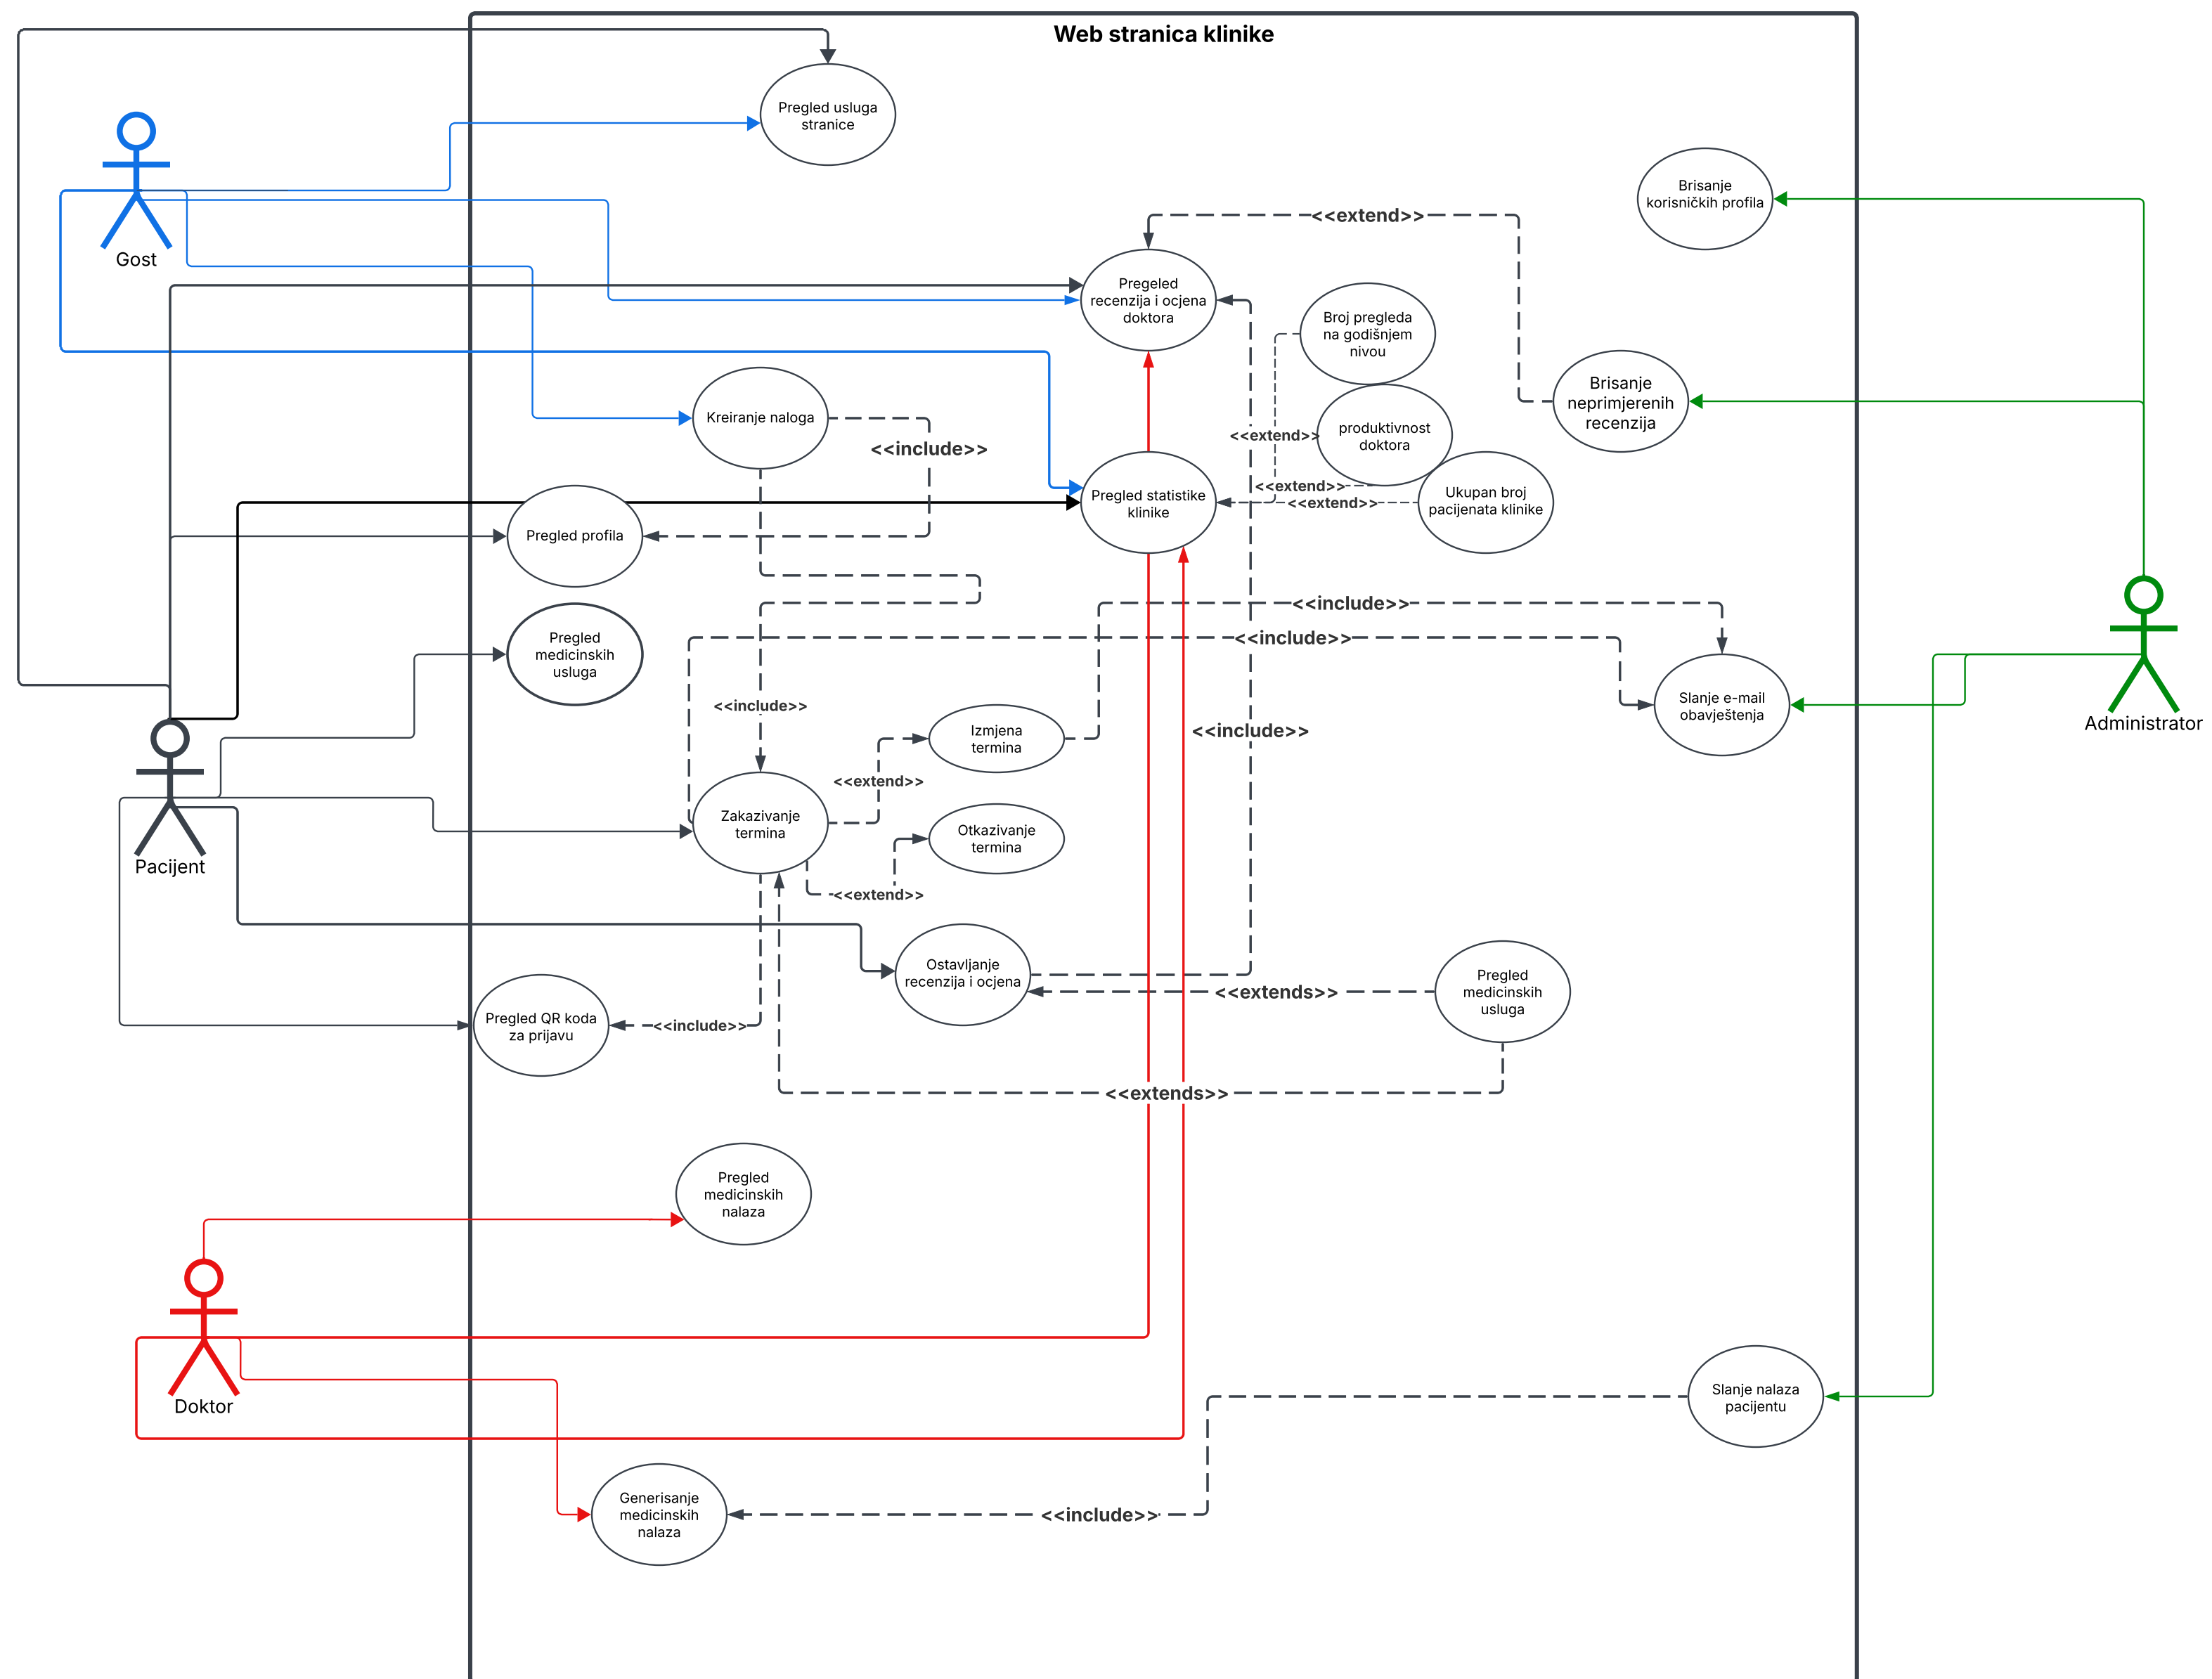 Web stranica klinike
Pregled usluga
stranice
Brisanje
korisničkih profila
<<extend>>
Gost
Pregeled
recenzija i ocjena
doktora
Broj pregleda
na godišnjem
nivou
Brisanje
neprimjerenih
recenzija
Kreiranje naloga
<<include>>
<<extend>>
produktivnost
doktora
<<extend>>
<<extend>>
Pregled statistike
klinike
Ukupan broj
pacijenata klinike
Pregled profila
<<include>>
<<include>>
Pregled
medicinskih
usluga
Slanje e-mail
obavještenja
Administrator
<<include>>
<<include>>
Izmjena
termina
<<extend>>
Zakazivanje
termina
Otkazivanje
termina
Pacijent
<<extend>>
Ostavljanje
recenzija i ocjena
<<extends>>
Pregled
medicinskih
usluga
Pregled QR koda
za prijavu
<<include>>
<<extends>>
Pregled
medicinskih
nalaza
Doktor
Slanje nalaza
pacijentu
Generisanje
medicinskih
nalaza
<<include>>